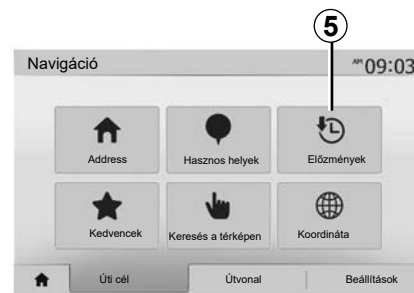 5
Navigáció
AM 09:03
Address
Hasznos helyek
Előzmények
Kedvencek
Keresés a térképen
Koordináta
Úti cél
Útvonal
Beállítások